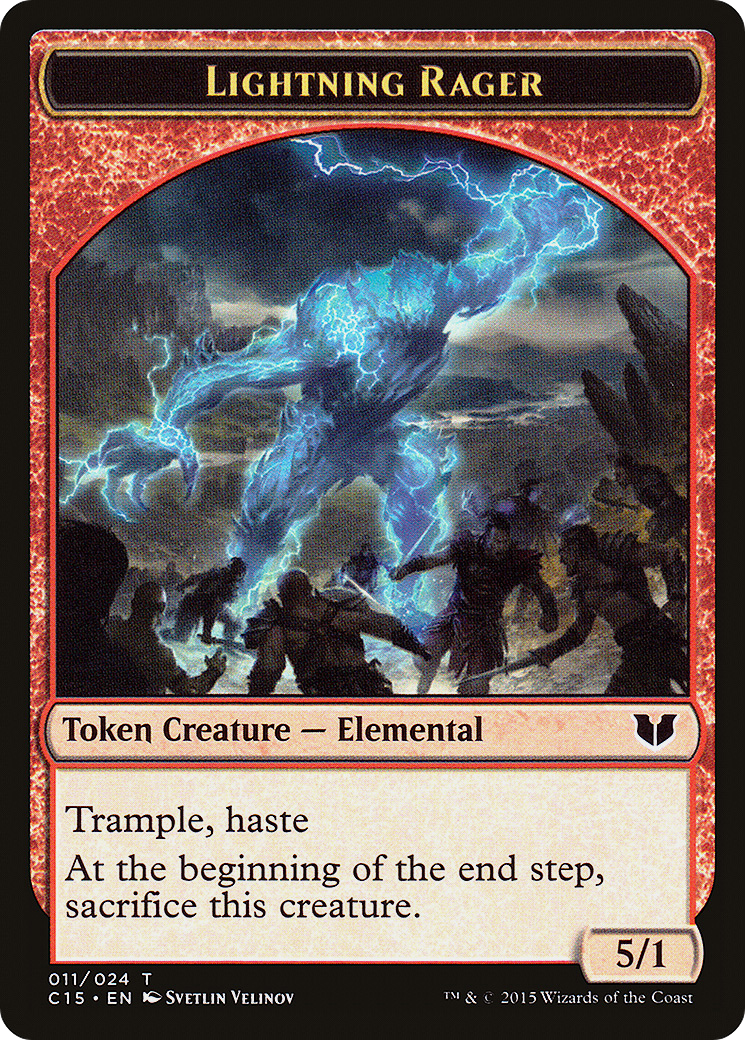 Lightning Rager
Token Creature — Elemental
Trample, haste
At the beginning of the end step,
sacrifice this creature.
5/1
011/024 T
C15 • EN Svetlin Velinov
™ & © 2015 Wizards of the Coast